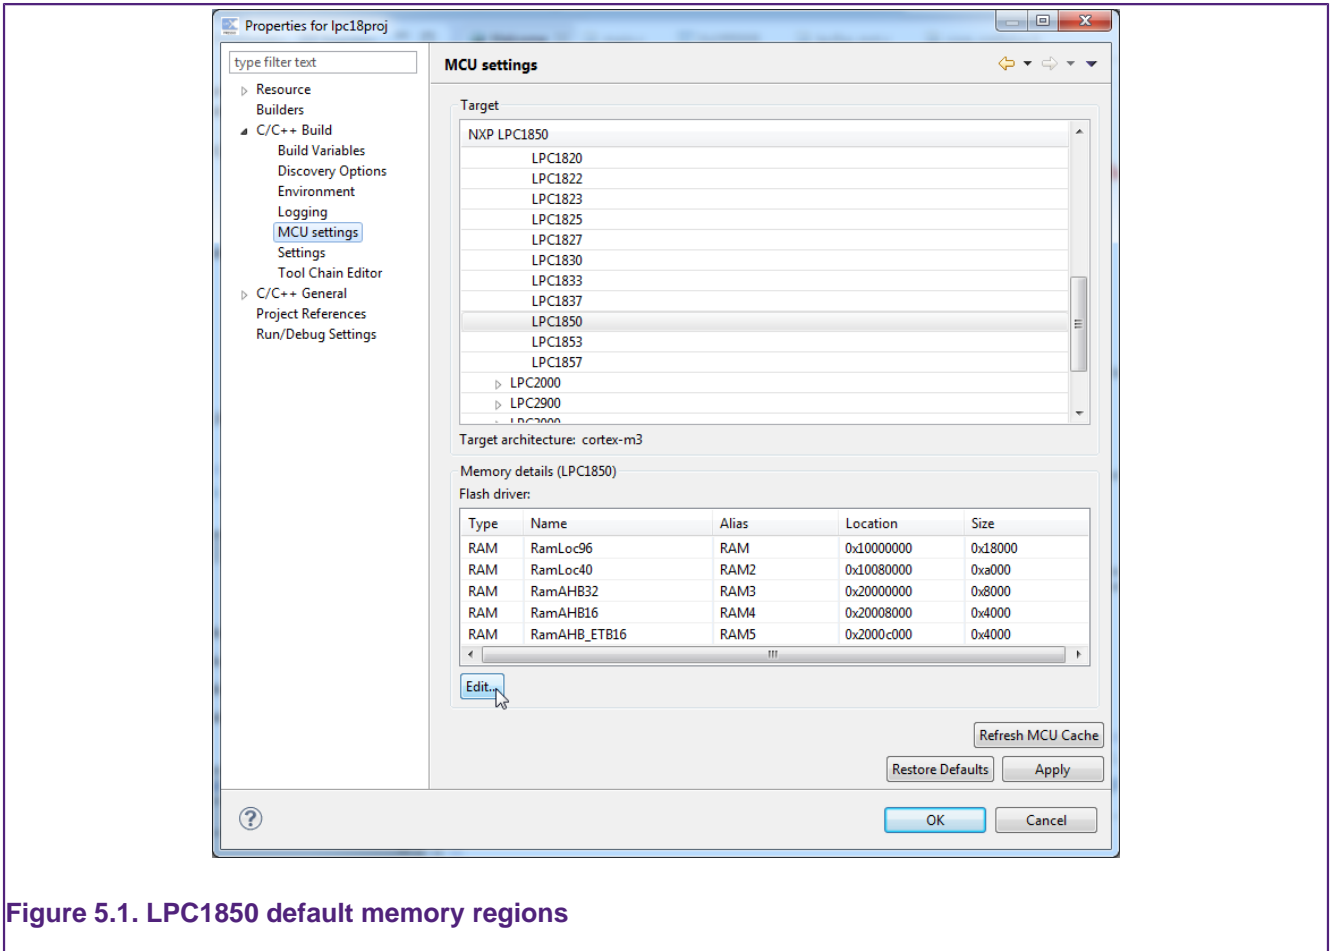 Properties for lpc18proj
type filter text
Resource
Builders
C/C++ Build
Build Variables
Discovery Options
Environment
Logging
MCU settings
Settings
Tool Chain Editor
C/C++ General
Project References
Run/Debug Settings
MCU settings
Target
NXP LPC1850
LPC1820
LPC1822
LPC1823
LPC1825
LPC1827
LPC1830
LPC1833
LPC1837
LPC1850
LPC1853
LPC1857
LPC2000
LPC2900
Target architecture: cortex-m3
Memory details (LPC1850)
Flash driver:
Type Name Alias Location Size
RAM RamLoc96 RAM 0x10000000 0x18000
RAM RamLoc40 RAM2 0x10080000 0xa000
RAM RamAHB32 RAM3 0x20000000 0x8000
RAM RamAHB16 RAM4 0x20008000 0x4000
RAM RamAHB_ETB16 RAM5 0x2000c000 0x4000
Edit...
Refresh MCU Cache
Restore Defaults Apply
OK Cancel
Figure 5.1. LPC1850 default memory regions